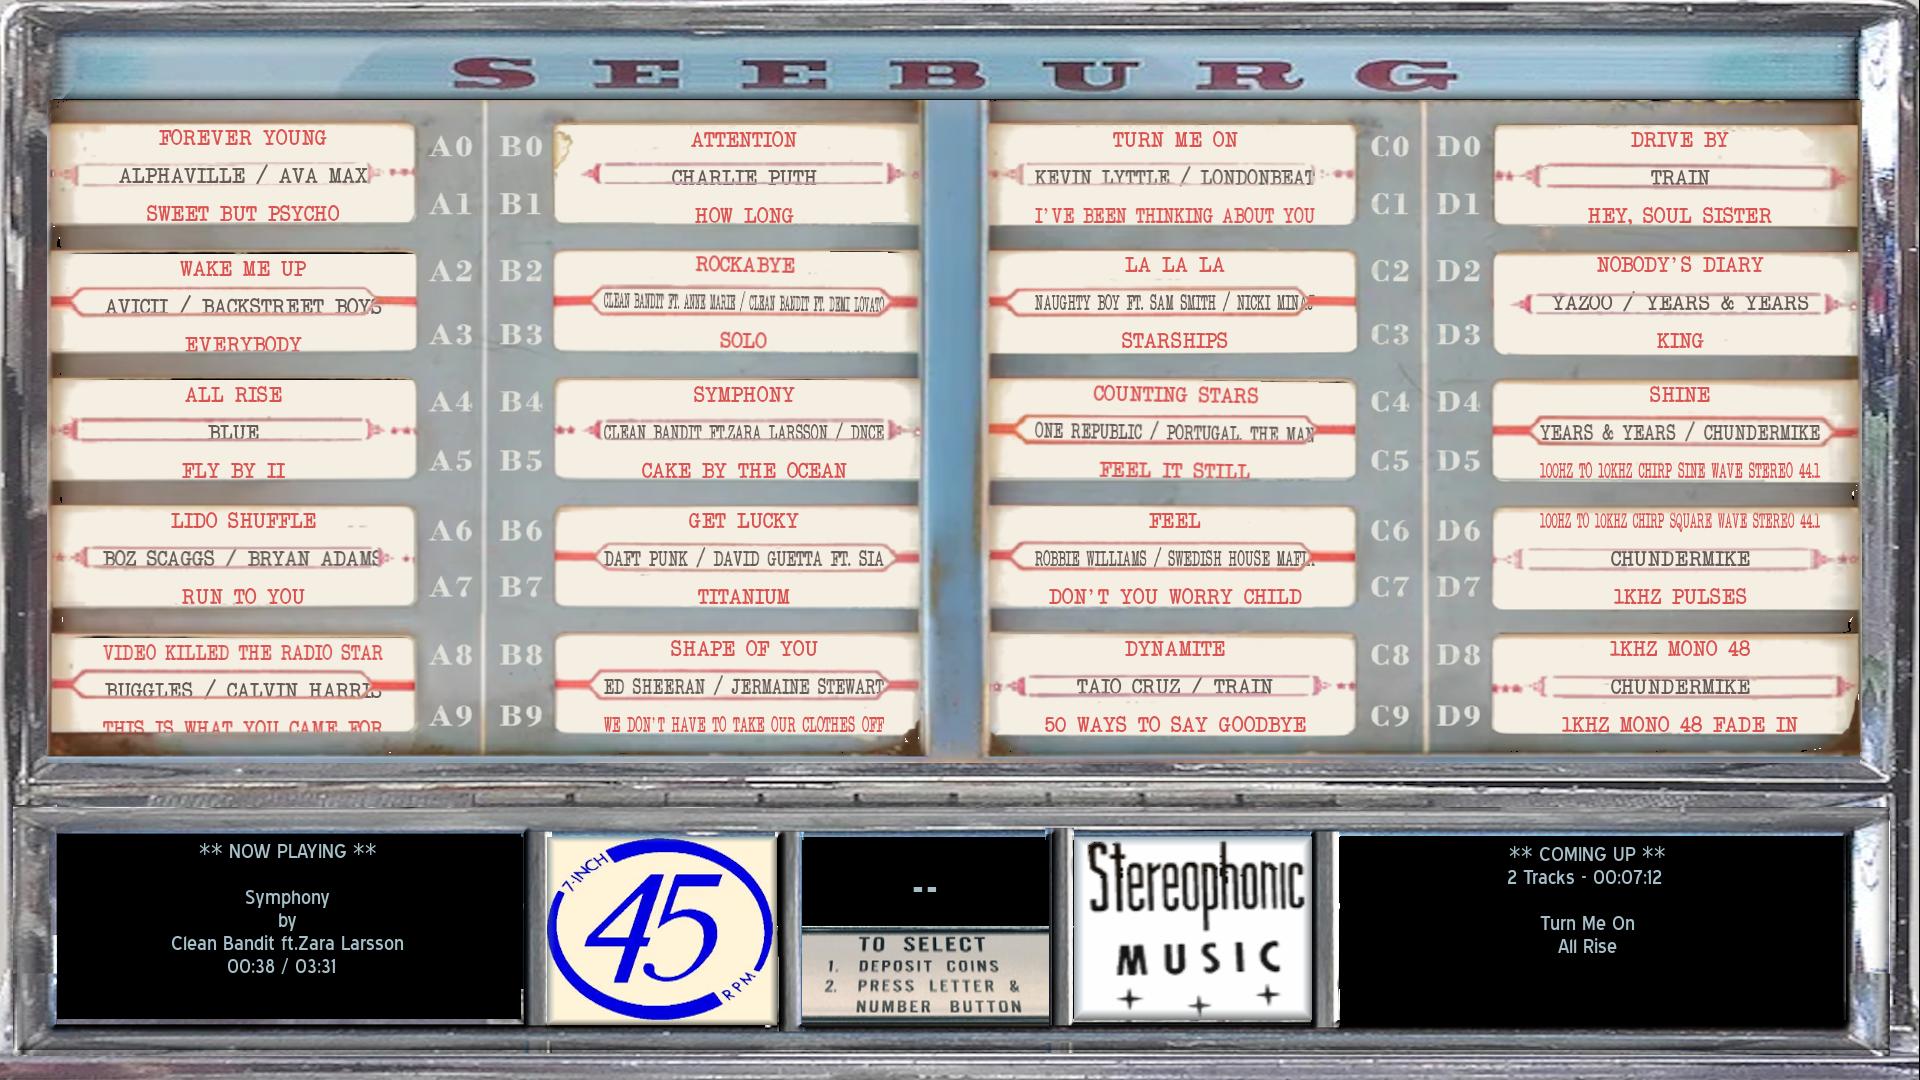 SEEBURG
FOREVER YOUNG
ALPHAVILLE / AVA MAX
SWEET BUT PSYCHO
A0
A1
B0
B1
ATTENTION
CHARLIE PUTH
HOW LONG
TURN ME ON
KEVIN LYTTLE / LONDONBEAT
I'VE BEEN THINKING ABOUT YOU
C0
C1
D0
D1
DRIVE BY
TRAIN
HEY, SOUL SISTER
WAKE ME UP
AVICII / BACKSTREET BOYS
EVERYBODY
A2
A3
B2
B3
ROCKABYE
CLEAN BANDIT FT. ANNE MARIE / CLEAN BANDIT FT. DEMI LOVATO
SOLO
LA LA LA
NAUGHTY BOY FT. SAM SMITH / NICKI MINAJ
STARSHIPS
C2
C3
D2
D3
NOBODY'S DIARY
YAZOO / YEARS & YEARS
KING
ALL RISE
BLUE
FLY BY II
A4
A5
B4
B5
SYMPHONY
CLEAN BANDIT FT.ZARA LARSSON / DNCE
CAKE BY THE OCEAN
COUNTING STARS
ONE REPUBLIC / PORTUGAL. THE MAN
FEEL IT STILL
C4
C5
D4
D5
SHINE
YEARS & YEARS / CHUNDERMIKE
100HZ TO 10KHZ CHIRP SINE WAVE STEREO 44.1
LIDO SHUFFLE
BOZ SCAGGS / BRYAN ADAMS
RUN TO YOU
A6
A7
B6
B7
GET LUCKY
DAFT PUNK / DAVID GUETTA FT. SIA
TITANIUM
FEEL
ROBBIE WILLIAMS / SWEDISH HOUSE MAFIA
DON'T YOU WORRY CHILD
C6
C7
D6
D7
100HZ TO 10KHZ CHIRP SQUARE WAVE STEREO 44.1
CHUNDERMIKE
1KHZ PULSES
VIDEO KILLED THE RADIO STAR
BUGGLES / CALVIN HARRIS
THIS IS WHAT YOU CAME FOR
A8
A9
B8
B9
SHAPE OF YOU
ED SHEERAN / JERMAINE STEWART
WE DON'T HAVE TO TAKE OUR CLOTHES OFF
DYNAMITE
TAIO CRUZ / TRAIN
50 WAYS TO SAY GOODBYE
C8
C9
D8
D9
1KHZ MONO 48
CHUNDERMIKE
1KHZ MONO 48 FADE IN
** NOW PLAYING **
Symphony
by
Clean Bandit ft.Zara Larsson
00:38 / 03:31
7-INCH
45
RPM
--
TO SELECT
1. DEPOSIT COINS
2. PRESS LETTER &
NUMBER BUTTON
Stereophonic
MUSIC
** COMING UP **
2 Tracks - 00:07:12
Turn Me On
All Rise